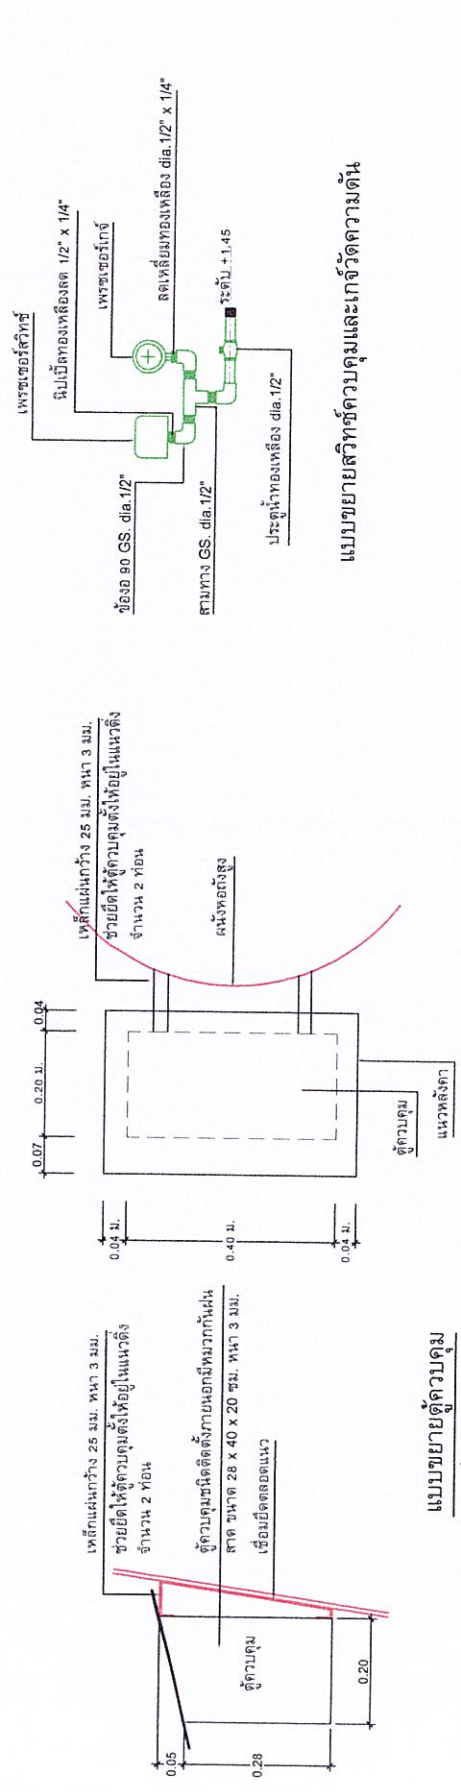 เหล็กแผ่นกว้าง 25 มม. หนา 3 มม.
ช่วยยึดให้ตู้ควบคุมตั้งให้อยู่ในแนวดิ่ง
จำนวน 2 ท่อน
ตู้ควบคุมชนิดติดตั้งภายนอกมีหมวกกันฝน
สาด ขนาด 28 x 40 x 20 ซม. หนา 3 มม.
เชื่อมยึดตลอดแนว
ตู้ควบคุม
0.05
0.28
0.20
แบบขยายตู้ควบคุม
0.07
0.20 ม.
0.04
0.04 ม.
0.40 ม.
0.04 ม.
เหล็กแผ่นกว้าง 25 มม. หนา 3 มม.
ช่วยยึดให้ตู้ควบคุมตั้งให้อยู่ในแนวดิ่ง
จำนวน 2 ท่อน
ผนังหอถังสูง
ตู้ควบคุม
แนวหลังคา
เพรชเชอร์สวิทช์
นิปเปิ้ลทองเหลืองลด 1/2" x 1/4"
เพรชเชอร์เกจ์
ลดเหลี่ยมทองเหลือง dia.1/2" x 1/4"
ข้องอ 90 GS. dia.1/2"
สามทาง GS. dia.1/2"
ระดับ +1.45
ประตูน้ำทองเหลือง dia.1/2"
แบบขยายสวิทช์ควบคุมและเกจ์วัดความดัน